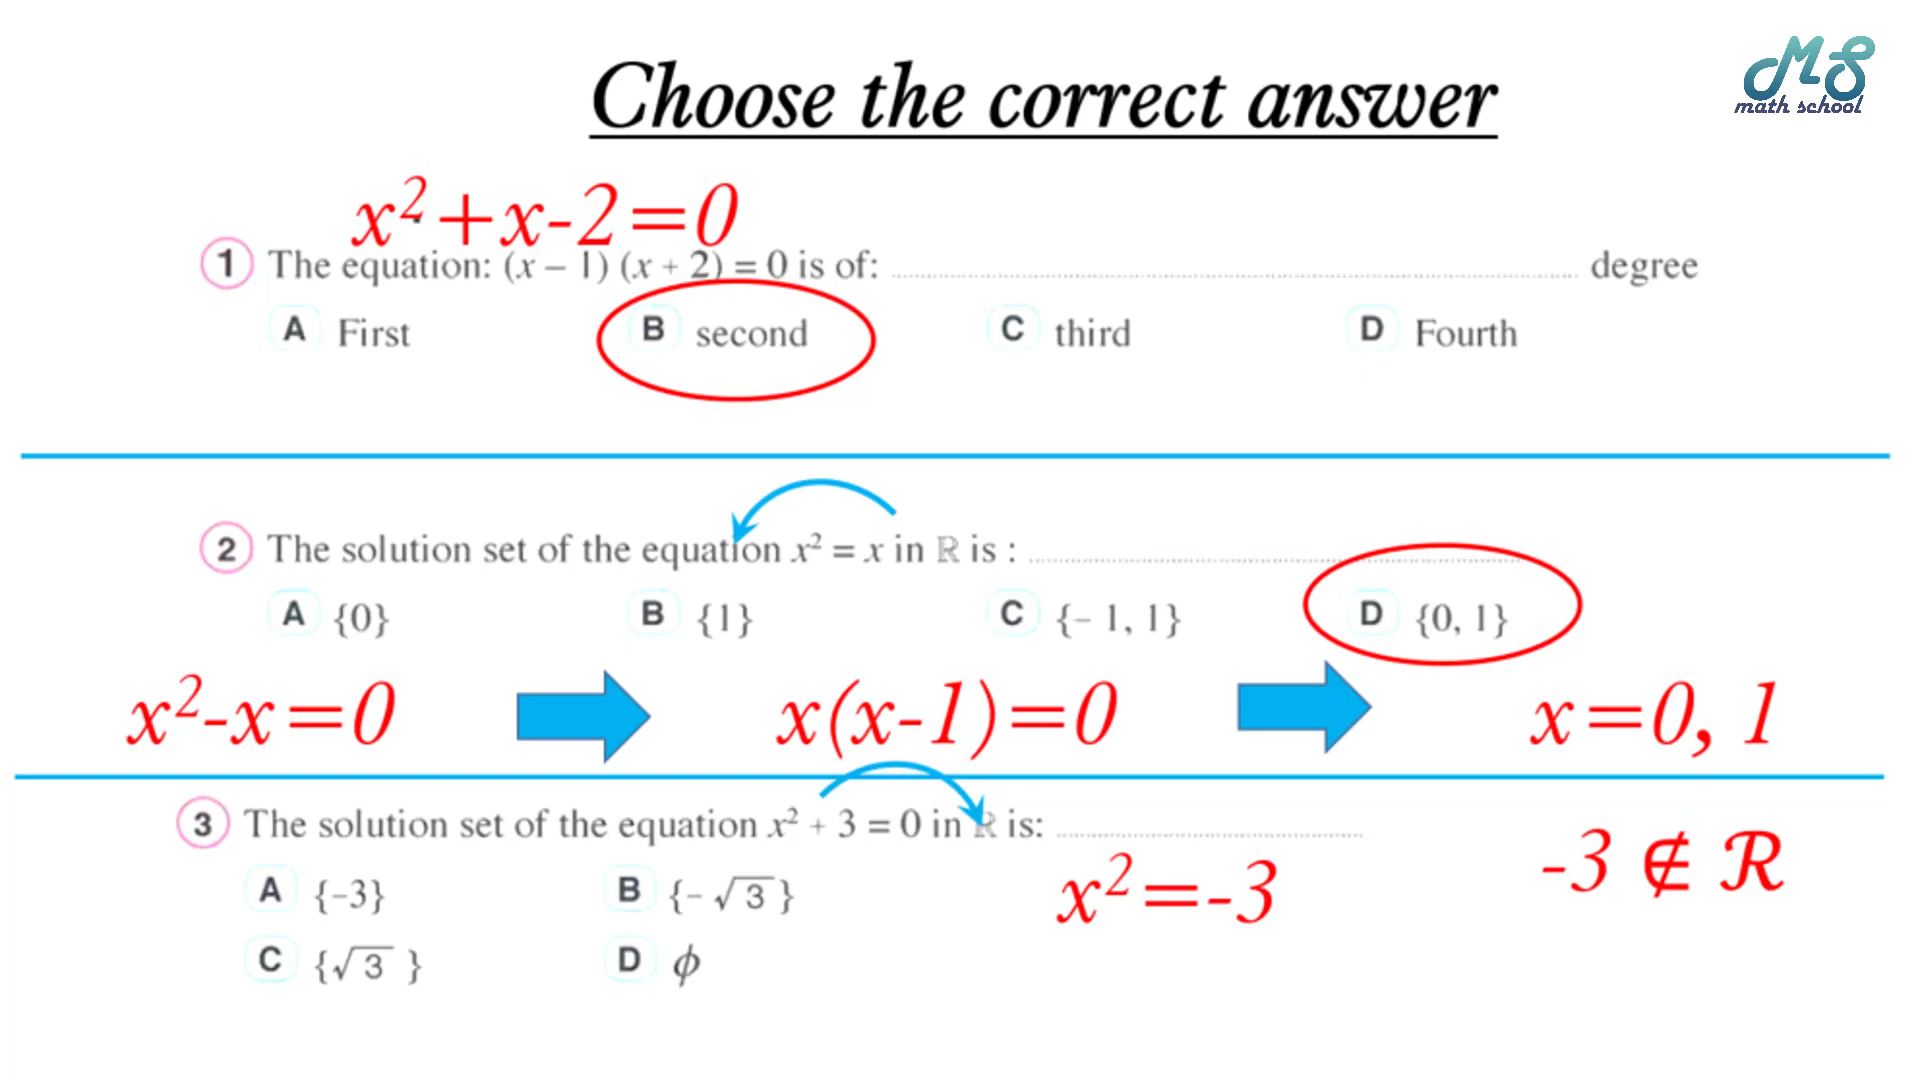 Choose the correct answer
MS
math school
x²+x-2=0
1 The equation: (x – 1) (x + 2) = 0 is of: ........................ degree
A First B second C third D Fourth
2 The solution set of the equation x² = x in ℝ is : ........................
A {0} B {1} C {– 1, 1} D {0, 1}
x²-x=0 x(x-1)=0 x=0, 1
3 The solution set of the equation x² + 3 = 0 in ℝ is: ........................
x²=-3 -3 ∉ ℛ
A {–3} B {– √3 }
C {√3 } D ϕ